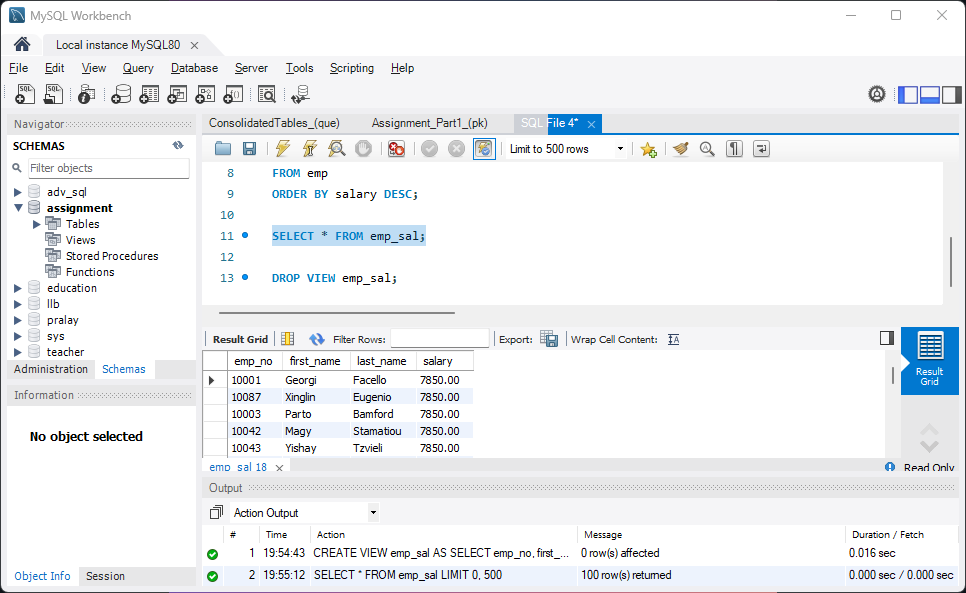 MySQL Workbench
Local instance MySQL80
File Edit View Query Database Server Tools Scripting Help
Navigator
SCHEMAS
Filter objects
adv_sql
assignment
Tables
Views
Stored Procedures
Functions
education
llb
pralay
sys
teacher
Administration Schemas
Information
No object selected
Object Info Session
ConsolidatedTables_(que) Assignment_Part1_(pk) SQL File 4*
Limit to 500 rows
8 FROM emp
9 ORDER BY salary DESC;
10
11 SELECT * FROM emp_sal;
12
13 DROP VIEW emp_sal;
Result Grid Filter Rows: Export: Wrap Cell Content:
emp_no first_name last_name salary
10001 Georgi Facello 7850.00
10087 Xinglin Eugenio 7850.00
10003 Parto Bamford 7850.00
10042 Magy Stamatiou 7850.00
10043 Yishay Tzvieli 7850.00
Result
Grid
emp_sal 18 Read Only
Output
Action Output
# Time Action Message Duration / Fetch
1 19:54:43 CREATE VIEW emp_sal AS SELECT emp_no, first_... 0 row(s) affected 0.016 sec
2 19:55:12 SELECT * FROM emp_sal LIMIT 0, 500 100 row(s) returned 0.000 sec / 0.000 sec